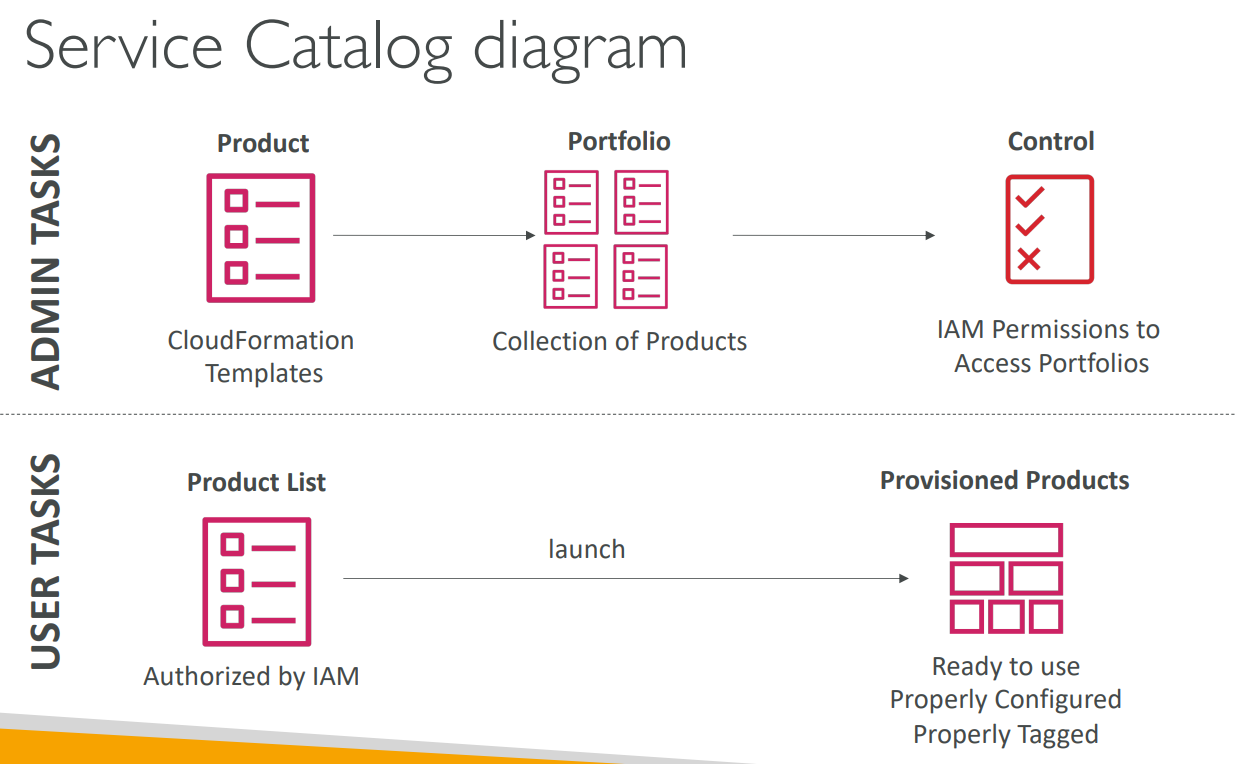 Service Catalog diagram
ADMIN TASKS
Product
CloudFormation
Templates
Portfolio
Collection of Products
Control
IAM Permissions to
Access Portfolios
USER TASKS
Product List
Authorized by IAM
launch
Provisioned Products
Ready to use
Properly Configured
Properly Tagged